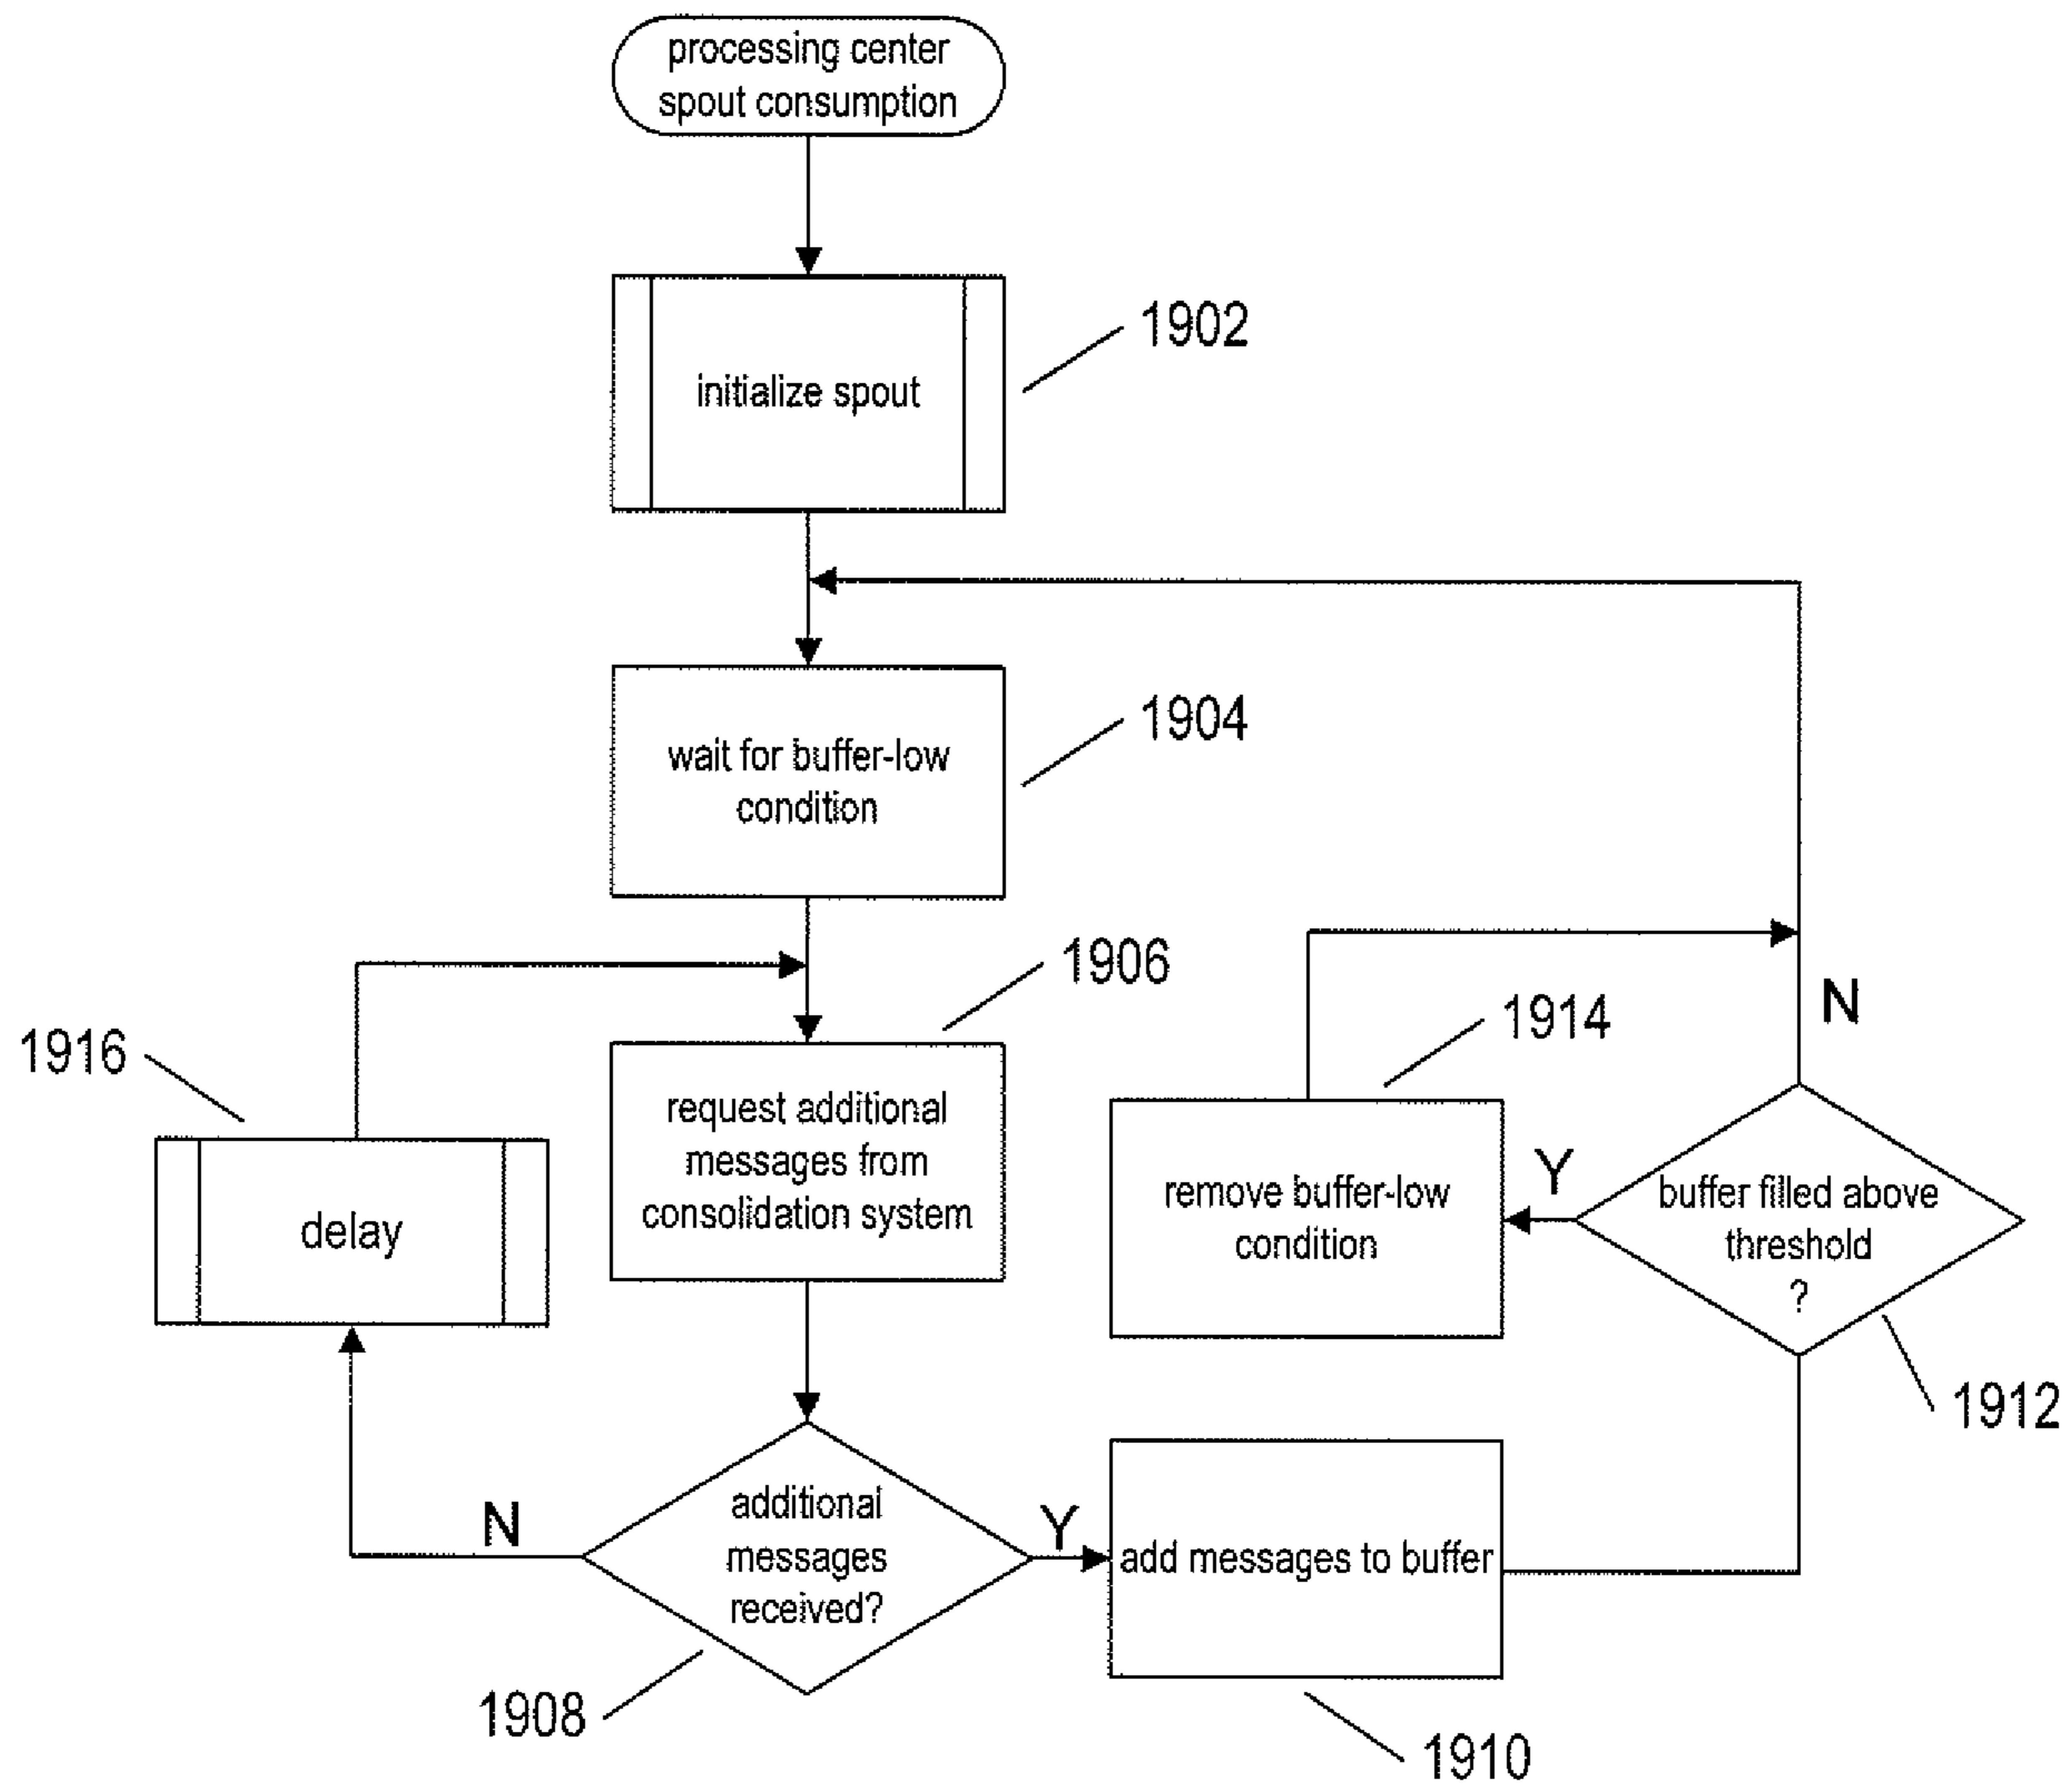 processing center
spout consumption
1902
initialize spout
1904
wait for buffer-low
condition
1906
1916
request additional
messages from
consolidation system
delay
1914
N
remove buffer-low
condition
Y
buffer filled above
threshold
?
1912
additional
messages
received?
N
Y
add messages to buffer
1908
1910